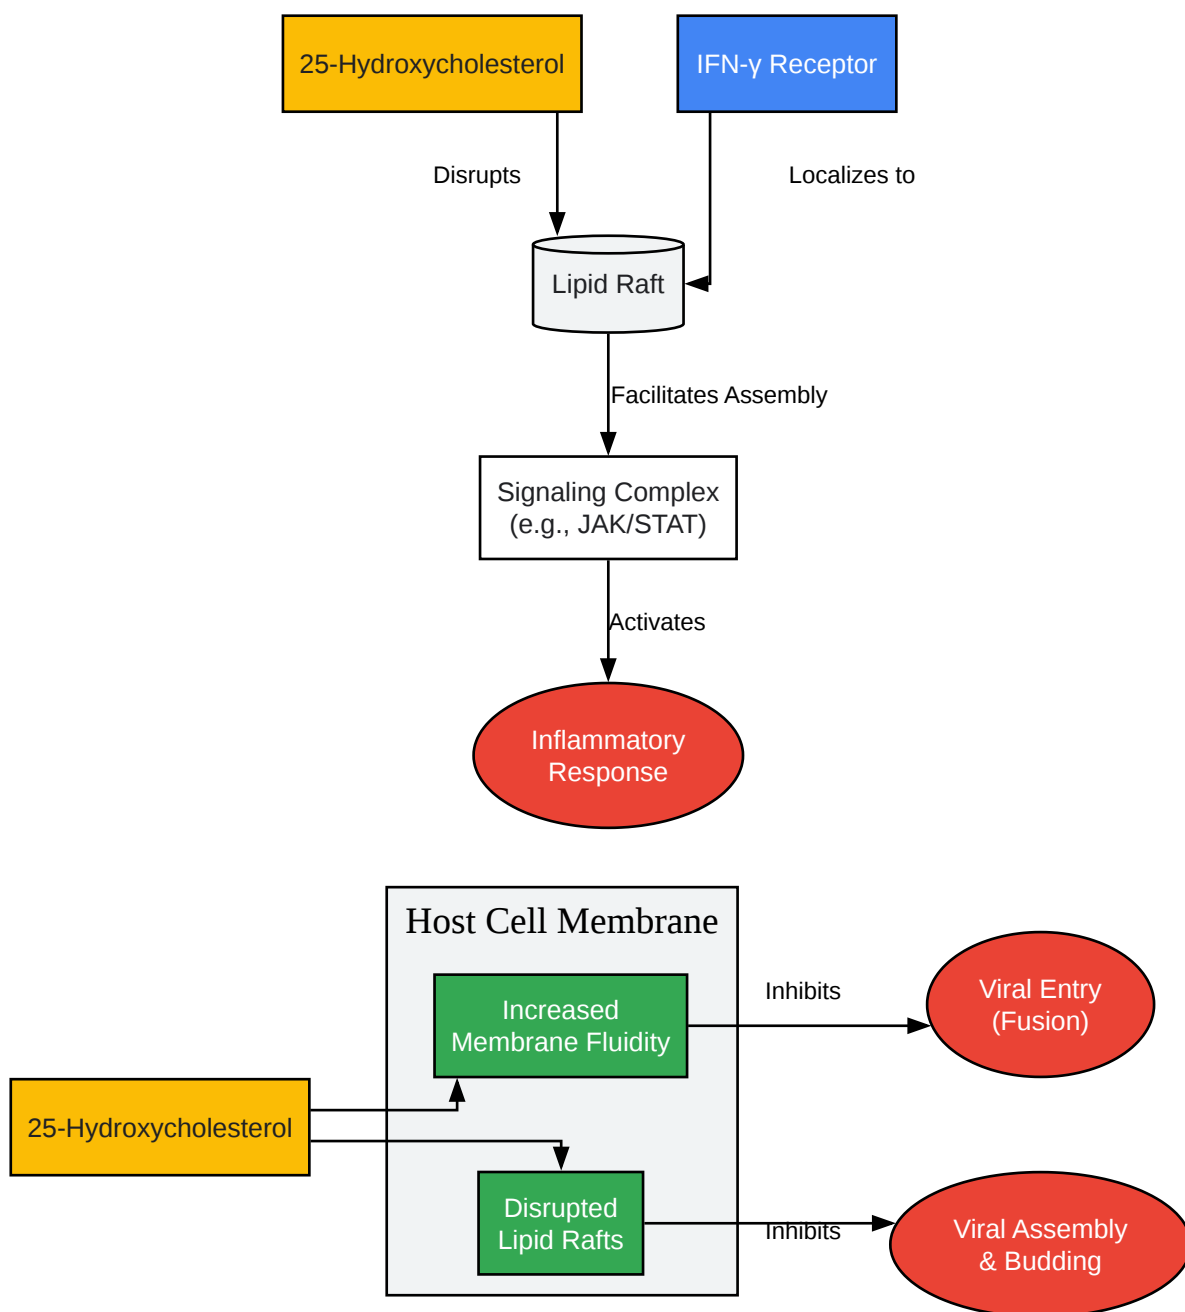 25-Hydroxycholesterol
IFN-γ Receptor
Disrupts
Localizes to
Lipid Raft
Facilitates Assembly
Signaling Complex
(e.g., JAK/STAT)
Activates
Inflammatory
Response
Host Cell Membrane
Increased
Membrane Fluidity
Inhibits
Viral Entry
(Fusion)
25-Hydroxycholesterol
Disrupted
Lipid Rafts
Inhibits
Viral Assembly
& Budding